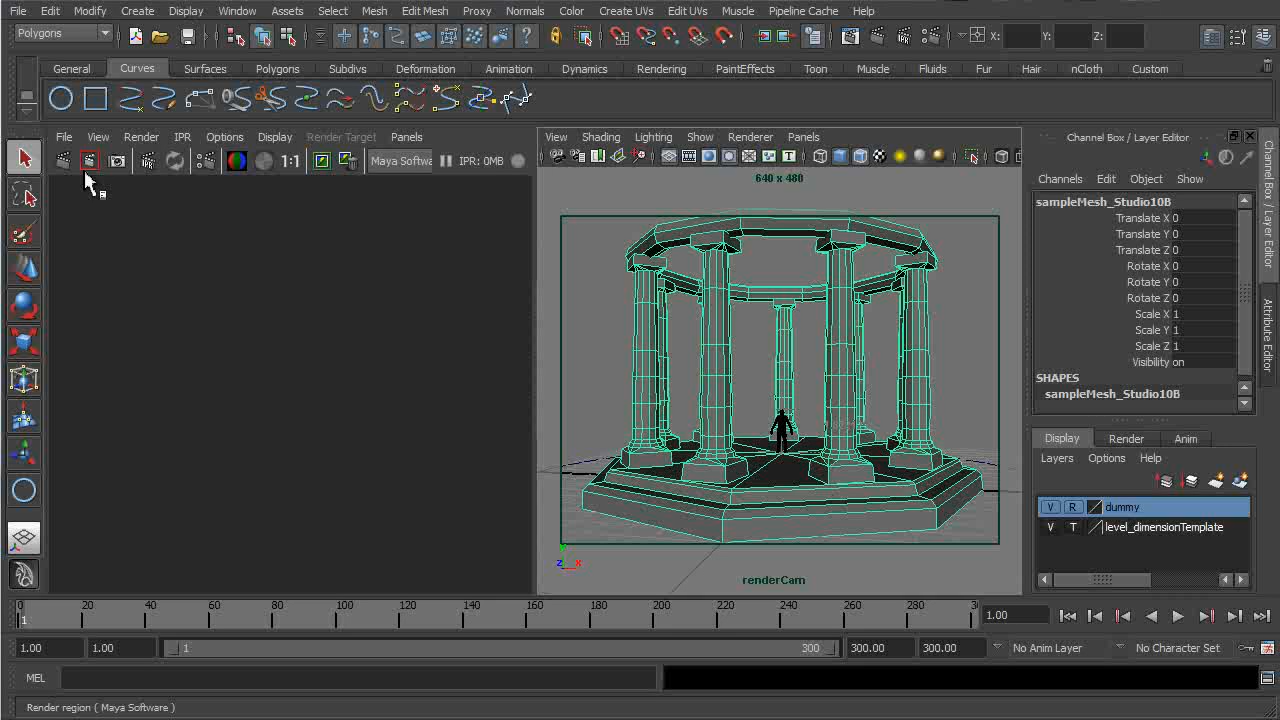 File Edit Modify Create Display Window Assets Select Mesh Edit Mesh Proxy Normals Color Create UVs Edit UVs Muscle Pipeline Cache Help
Polygons X: Y: Z:
General Curves Surfaces Polygons Subdivs Deformation Animation Dynamics Rendering PaintEffects Toon Muscle Fluids Fur Hair nCloth Custom
File View Render IPR Options Display Render Target Panels
1:1 Maya Softwa IPR: 0MB
View Shading Lighting Show Renderer Panels
640 x 480
renderCam
y
z x
Channel Box / Layer Editor
Channels Edit Object Show
sampleMesh_Studio10B
Translate X 0
Translate Y 0
Translate Z 0
Rotate X 0
Rotate Y 0
Rotate Z 0
Scale X 1
Scale Y 1
Scale Z 1
Visibility on
SHAPES
sampleMesh_Studio10B
Display Render Anim
Layers Options Help
V R dummy
V T level_dimensionTemplate
Channel Box / Layer Editor
Attribute Editor
0 20 40 60 80 100 120 140 160 180 200 220 240 260 280
1
1.00
1.00 1.00 1 300 300.00 300.00 No Anim Layer No Character Set
MEL
Render region ( Maya Software )